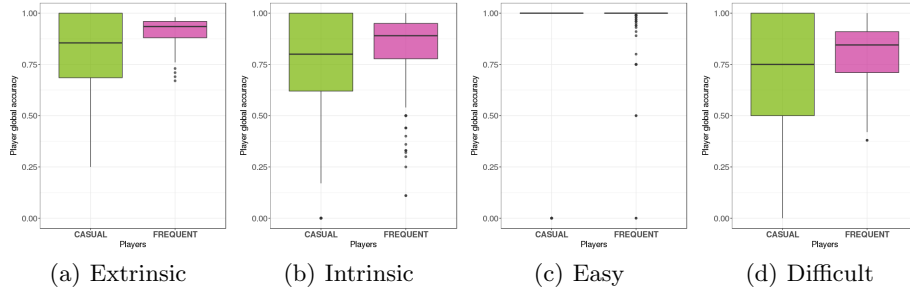 Player global accuracy
1.00
0.75
0.50
0.25
0.00
CASUAL FREQUENT
Players
(a) Extrinsic
Player global accuracy
1.00
0.75
0.50
0.25
0.00
CASUAL FREQUENT
Players
(b) Intrinsic
Player global accuracy
1.00
0.75
0.50
0.25
0.00
CASUAL FREQUENT
Players
(c) Easy
Player global accuracy
1.00
0.75
0.50
0.25
0.00
CASUAL FREQUENT
Players
(d) Difficult